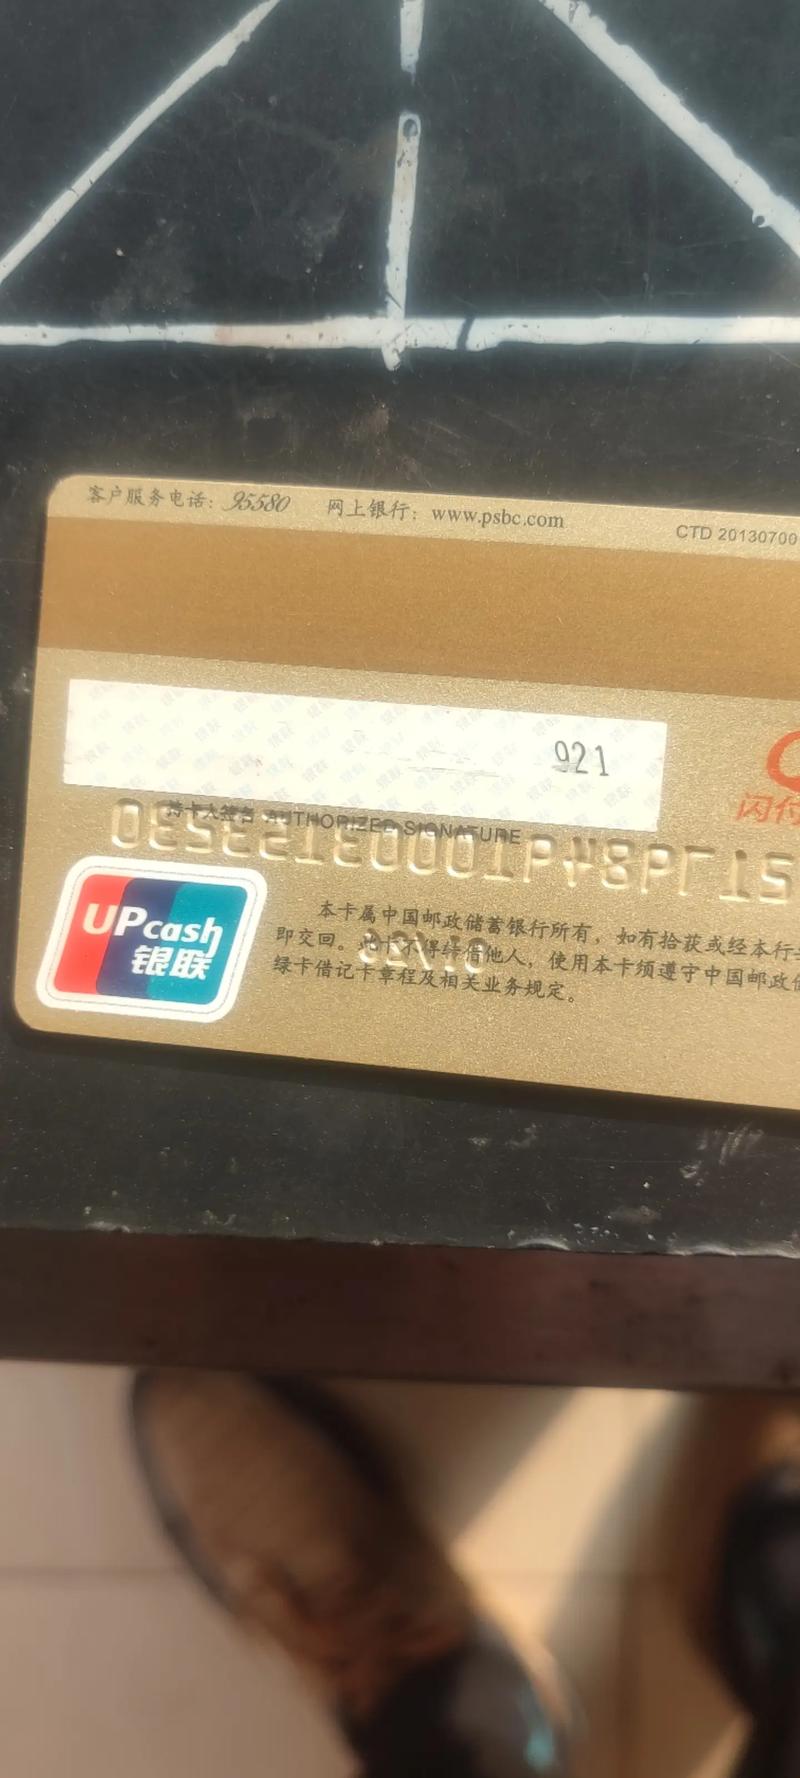 客户服务电话：95580 网上银行：www.psbc.com
CTD 20130700
921
闪付
持卡人签名 AUTHORIZED SIGNATURE
本卡属中国邮政储蓄银行所有，如有拾获或经本行
即交回。此卡不得转借他人，使用本卡须遵守中国邮政
绿卡借记卡章程及相关业务规定。
UPcash
银联